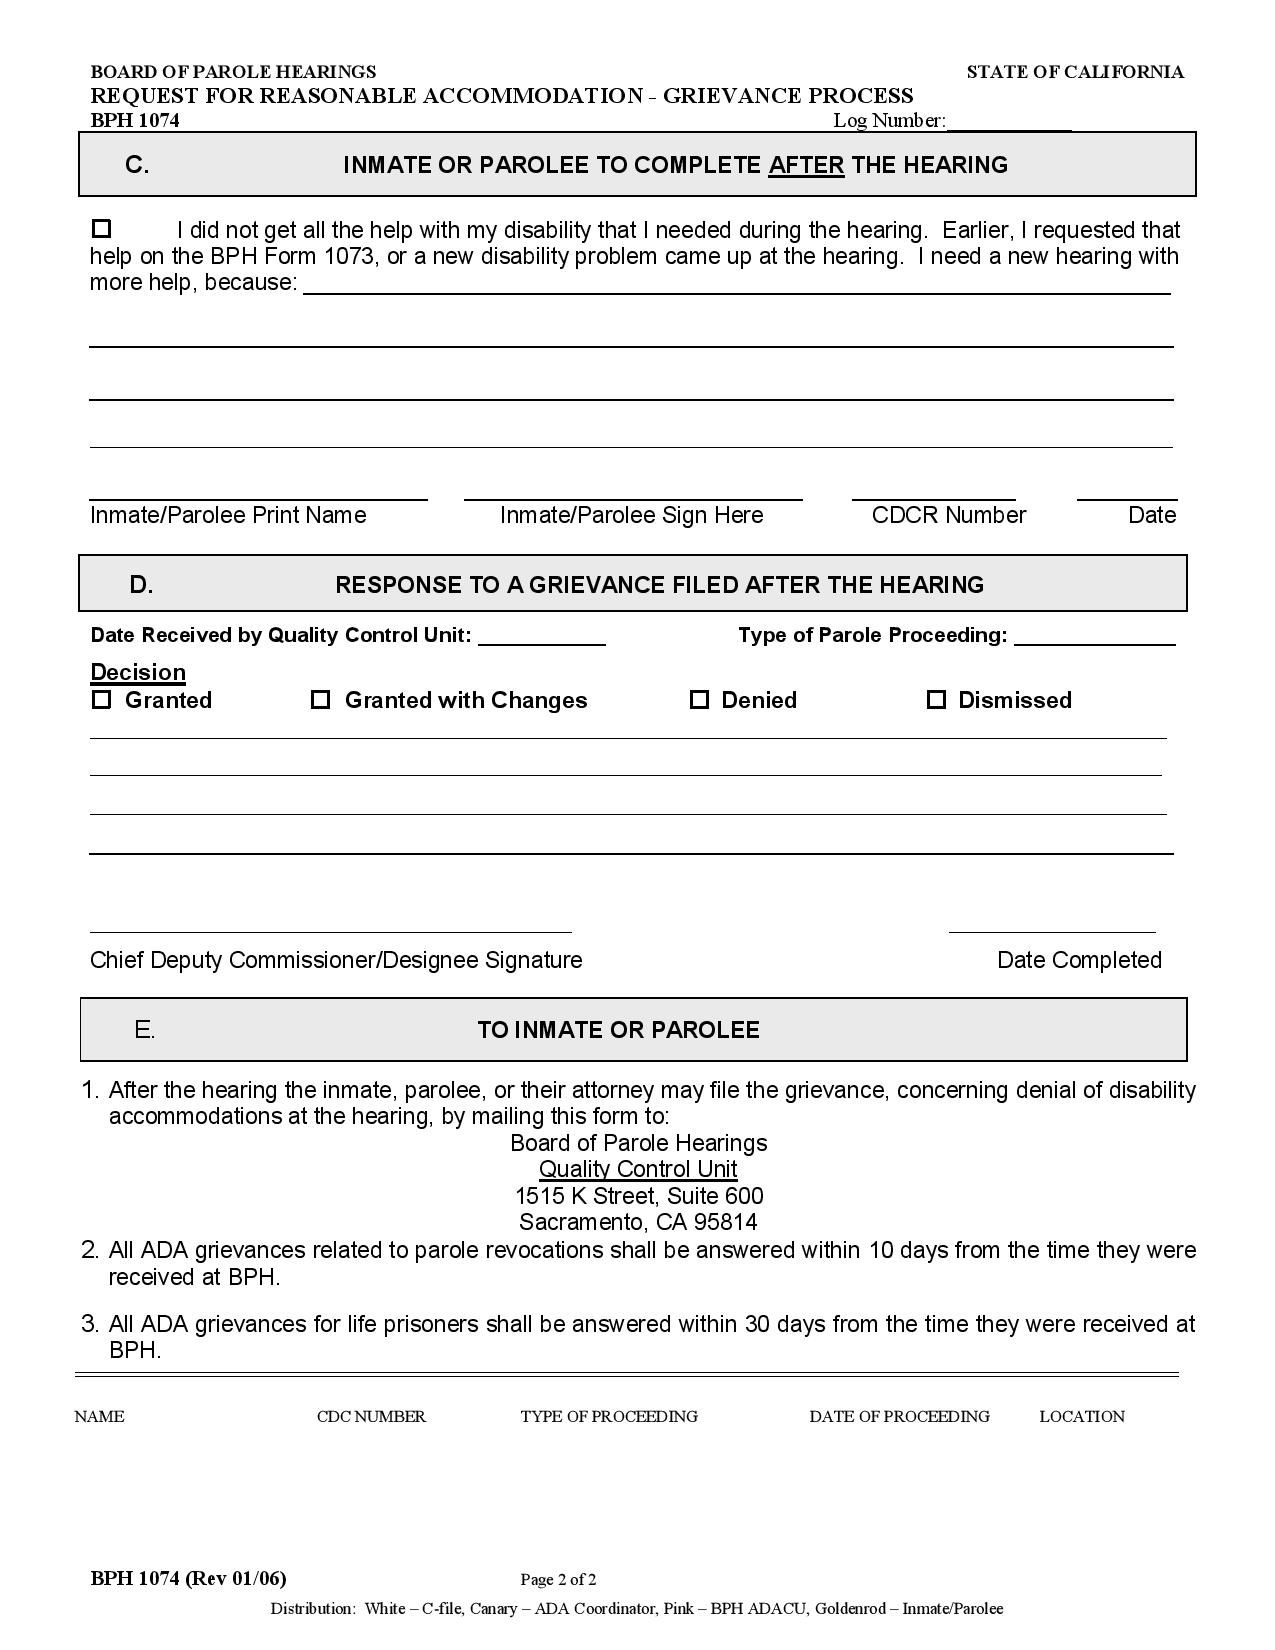 BOARD OF PAROLE HEARINGS STATE OF CALIFORNIA
REQUEST FOR REASONABLE ACCOMMODATION - GRIEVANCE PROCESS
BPH 1074 Log Number:
C. INMATE OR PAROLEE TO COMPLETE AFTER THE HEARING
I did not get all the help with my disability that I needed during the hearing. Earlier, I requested that
help on the BPH Form 1073, or a new disability problem came up at the hearing. I need a new hearing with
more help, because:
Inmate/Parolee Print Name Inmate/Parolee Sign Here CDCR Number Date
D. RESPONSE TO A GRIEVANCE FILED AFTER THE HEARING
Date Received by Quality Control Unit: Type of Parole Proceeding:
Decision
Granted Granted with Changes Denied Dismissed
Chief Deputy Commissioner/Designee Signature Date Completed
E. TO INMATE OR PAROLEE
1. After the hearing the inmate, parolee, or their attorney may file the grievance, concerning denial of disability
accommodations at the hearing, by mailing this form to:
Board of Parole Hearings
Quality Control Unit
1515 K Street, Suite 600
Sacramento, CA 95814
2. All ADA grievances related to parole revocations shall be answered within 10 days from the time they were
received at BPH.
3. All ADA grievances for life prisoners shall be answered within 30 days from the time they were received at
BPH.
NAME CDC NUMBER TYPE OF PROCEEDING DATE OF PROCEEDING LOCATION
BPH 1074 (Rev 01/06) Page 2 of 2
Distribution: White – C-file, Canary – ADA Coordinator, Pink – BPH ADACU, Goldenrod – Inmate/Parolee